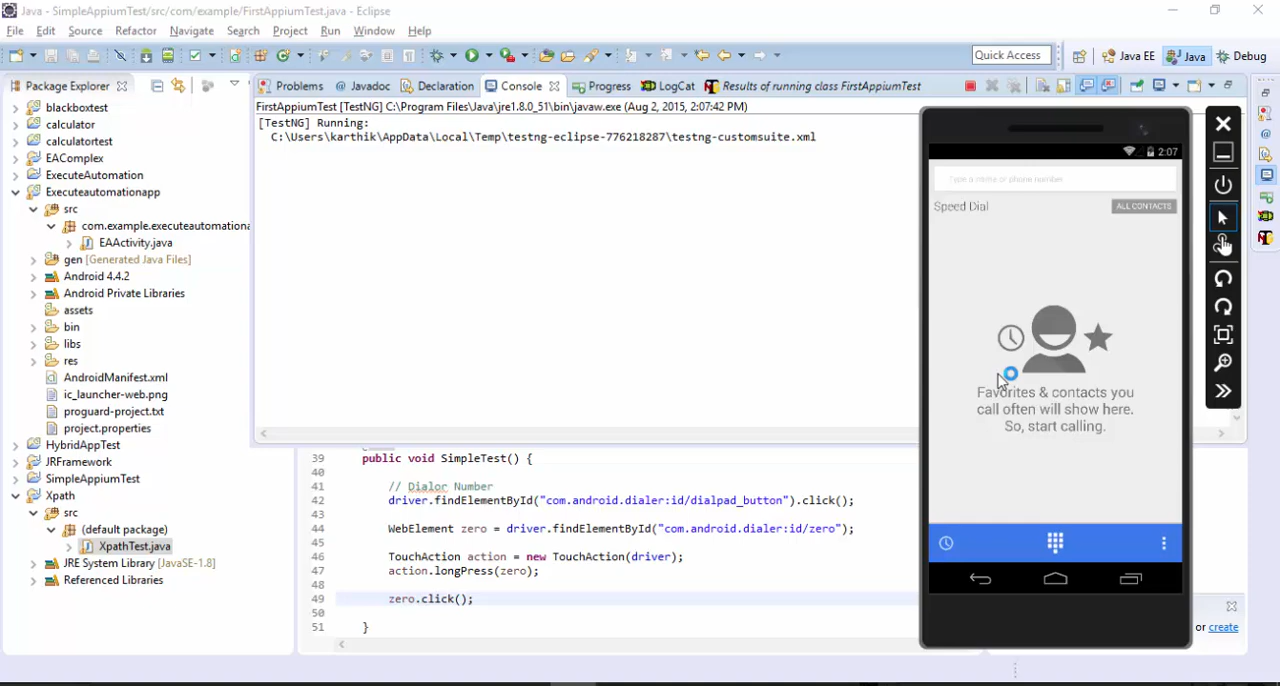 Java - SimpleAppiumTest/src/com/example/FirstAppiumTest.java - Eclipse
File Edit Source Refactor Navigate Search Project Run Window Help
Quick Access
Java EE
Java
Debug
Package Explorer
Problems
Javadoc
Declaration
Console
Progress
LogCat
Results of running class FirstAppiumTest
FirstAppiumTest [TestNG] C:\Program Files\Java\jre1.8.0_51\bin\javaw.exe (Aug 2, 2015, 2:07:42 PM)
[TestNG] Running:
C:\Users\karthik\AppData\Local\Temp\testng-eclipse-776218287\testng-customsuite.xml
blackboxtest
calculator
calculatortest
EAComplex
ExecuteAutomation
Executeautomationapp
src
com.example.executeautomationa
EAActivity.java
gen [Generated Java Files]
Android 4.4.2
Android Private Libraries
assets
bin
libs
res
AndroidManifest.xml
ic_launcher-web.png
proguard-project.txt
project.properties
HybridAppTest
JRFramework
SimpleAppiumTest
Xpath
src
(default package)
XpathTest.java
JRE System Library [JavaSE-1.8]
Referenced Libraries
39 public void SimpleTest() {
40
41 // Dialor Number
42 driver.findElementById("com.android.dialer:id/dialpad_button").click();
43
44 WebElement zero = driver.findElementById("com.android.dialer:id/zero");
45
46 TouchAction action = new TouchAction(driver);
47 action.longPress(zero);
48
49 zero.click();
50
51 }
2:07
Type a name or phone number
Speed Dial
ALL CONTACTS
Favorites & contacts you
call often will show here.
So, start calling.
or create